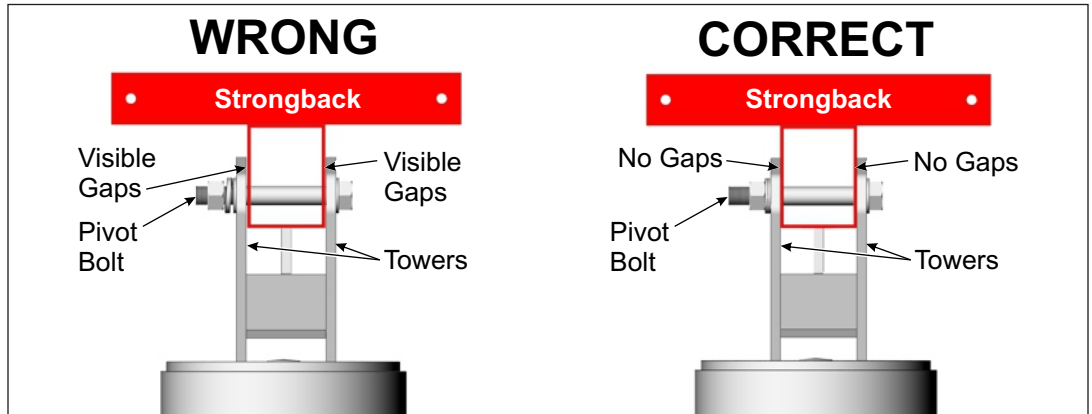 WRONG
Strongback
Visible
Gaps
Visible
Gaps
Pivot
Bolt
Towers
CORRECT
Strongback
No Gaps
No Gaps
Pivot
Bolt
Towers